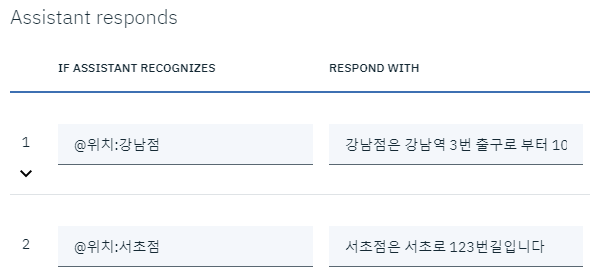 Assistant responds
IF ASSISTANT RECOGNIZES RESPOND WITH
1 @위치:강남점 강남점은 강남역 3번 출구로 부터 10
2 @위치:서초점 서초점은 서초로 123번길입니다